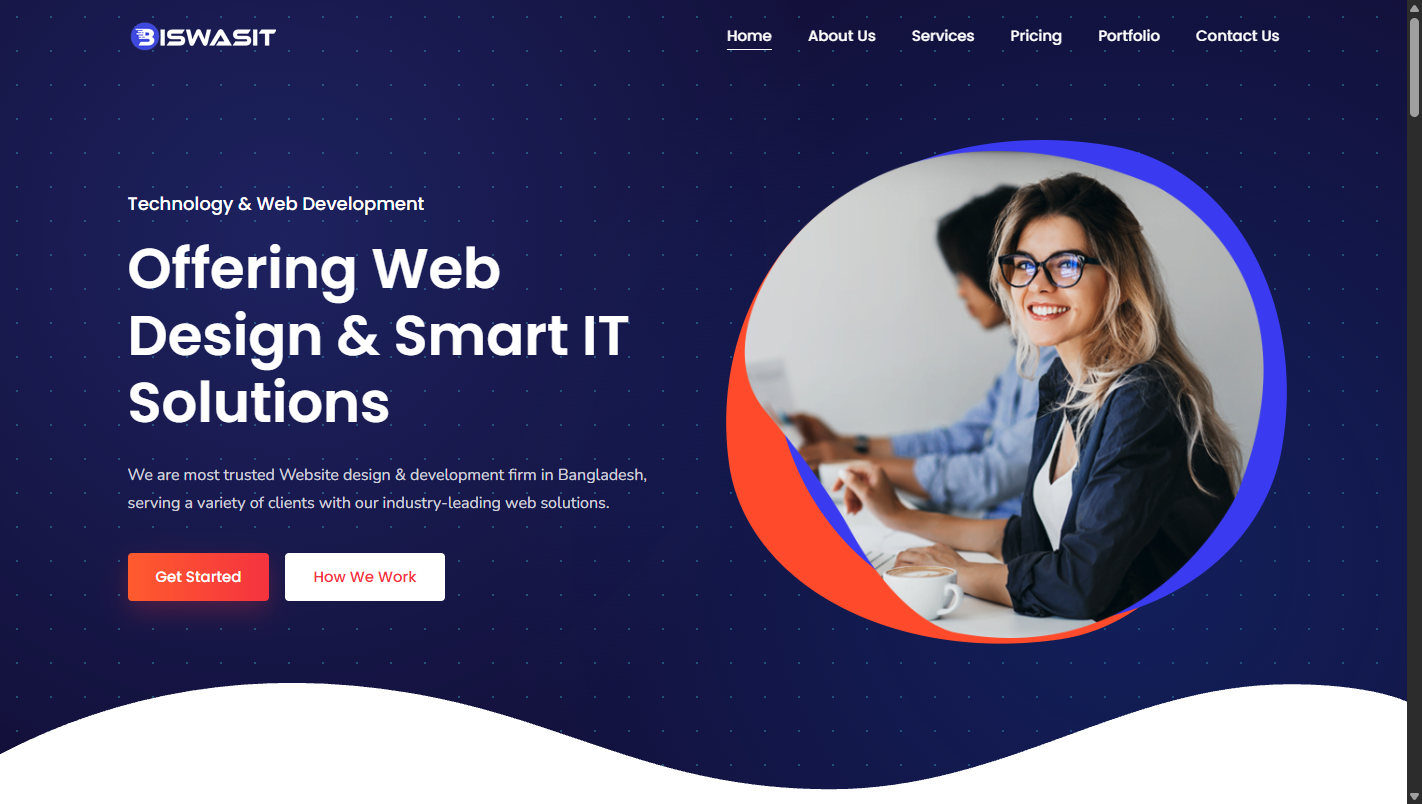 BISWASIT
Home About Us Services Pricing Portfolio Contact Us
Technology & Web Development
Offering Web
Design & Smart IT
Solutions
We are most trusted Website design & development firm in Bangladesh,
serving a variety of clients with our industry-leading web solutions.
Get Started How We Work